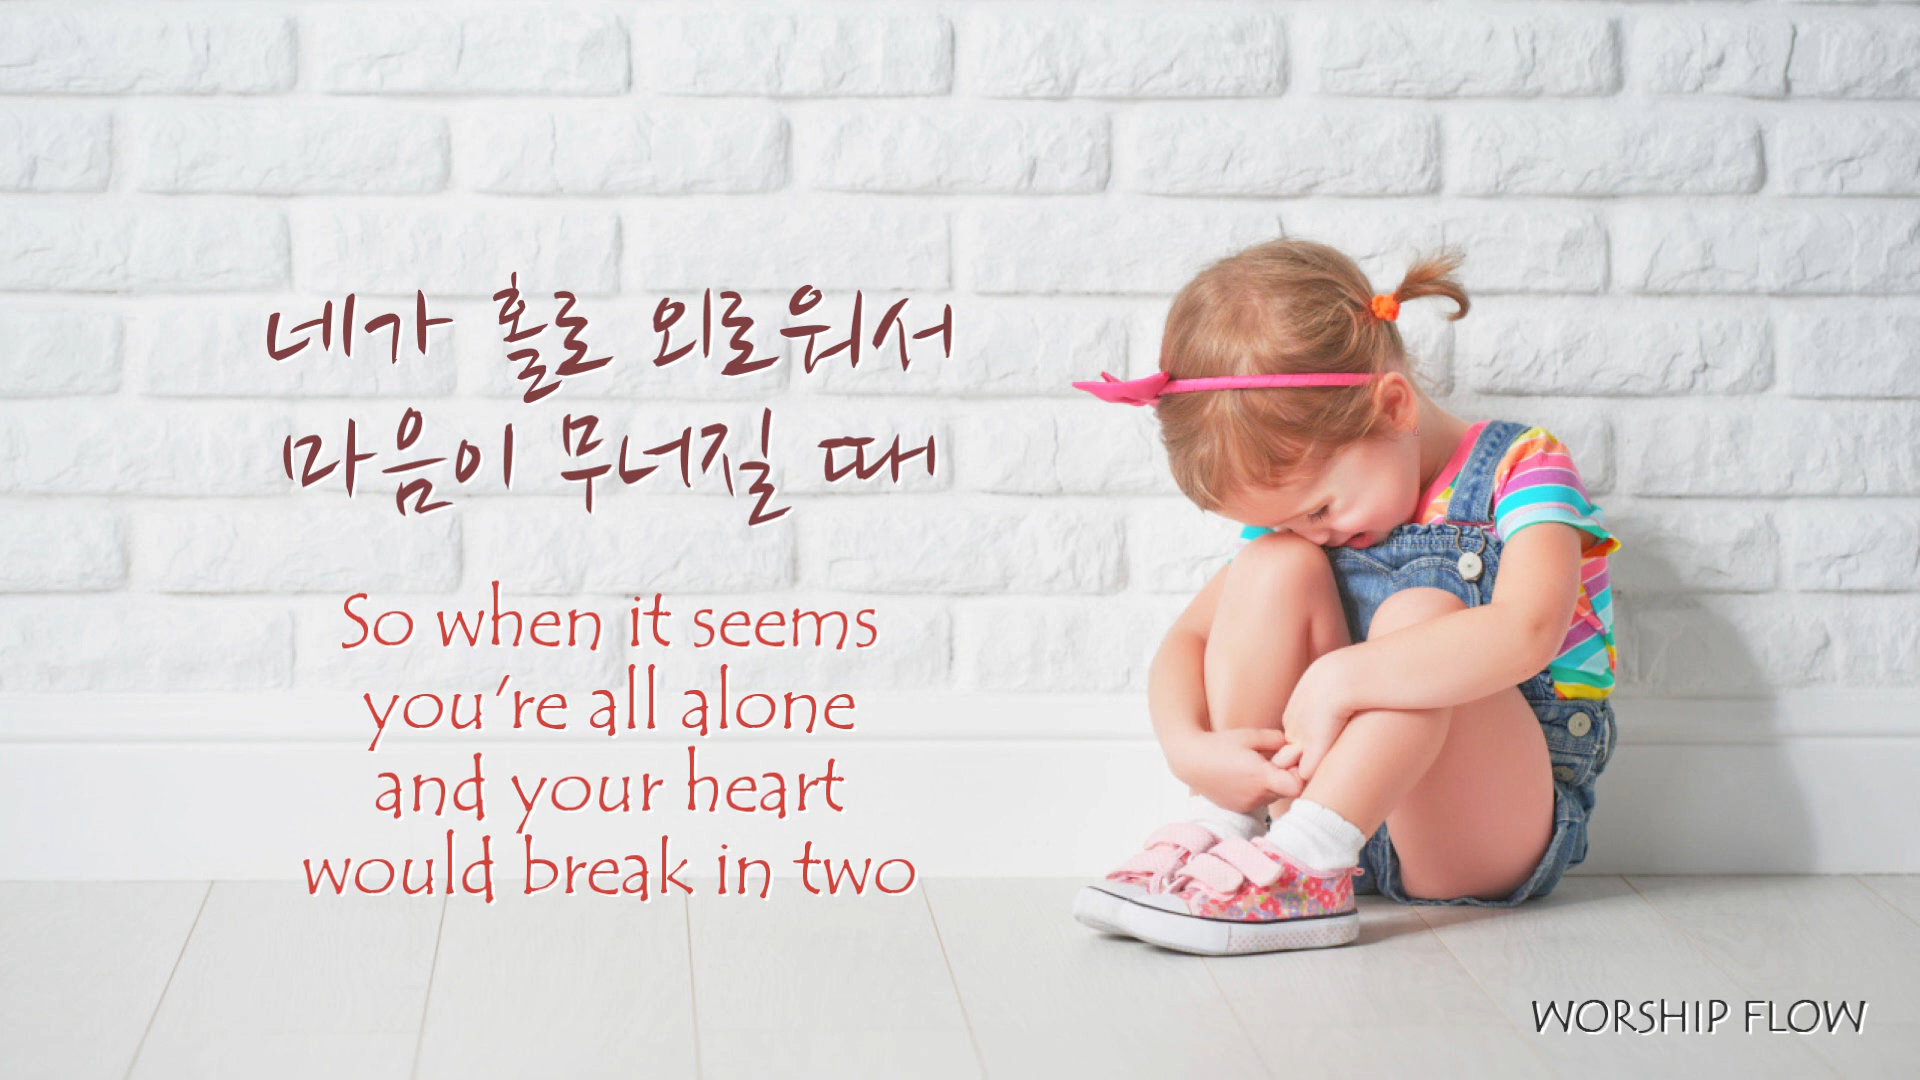 네가 홀로 외로워서
마음이 무너질 때
So when it seems
you're all alone
and your heart
would break in two
WORSHIP FLOW